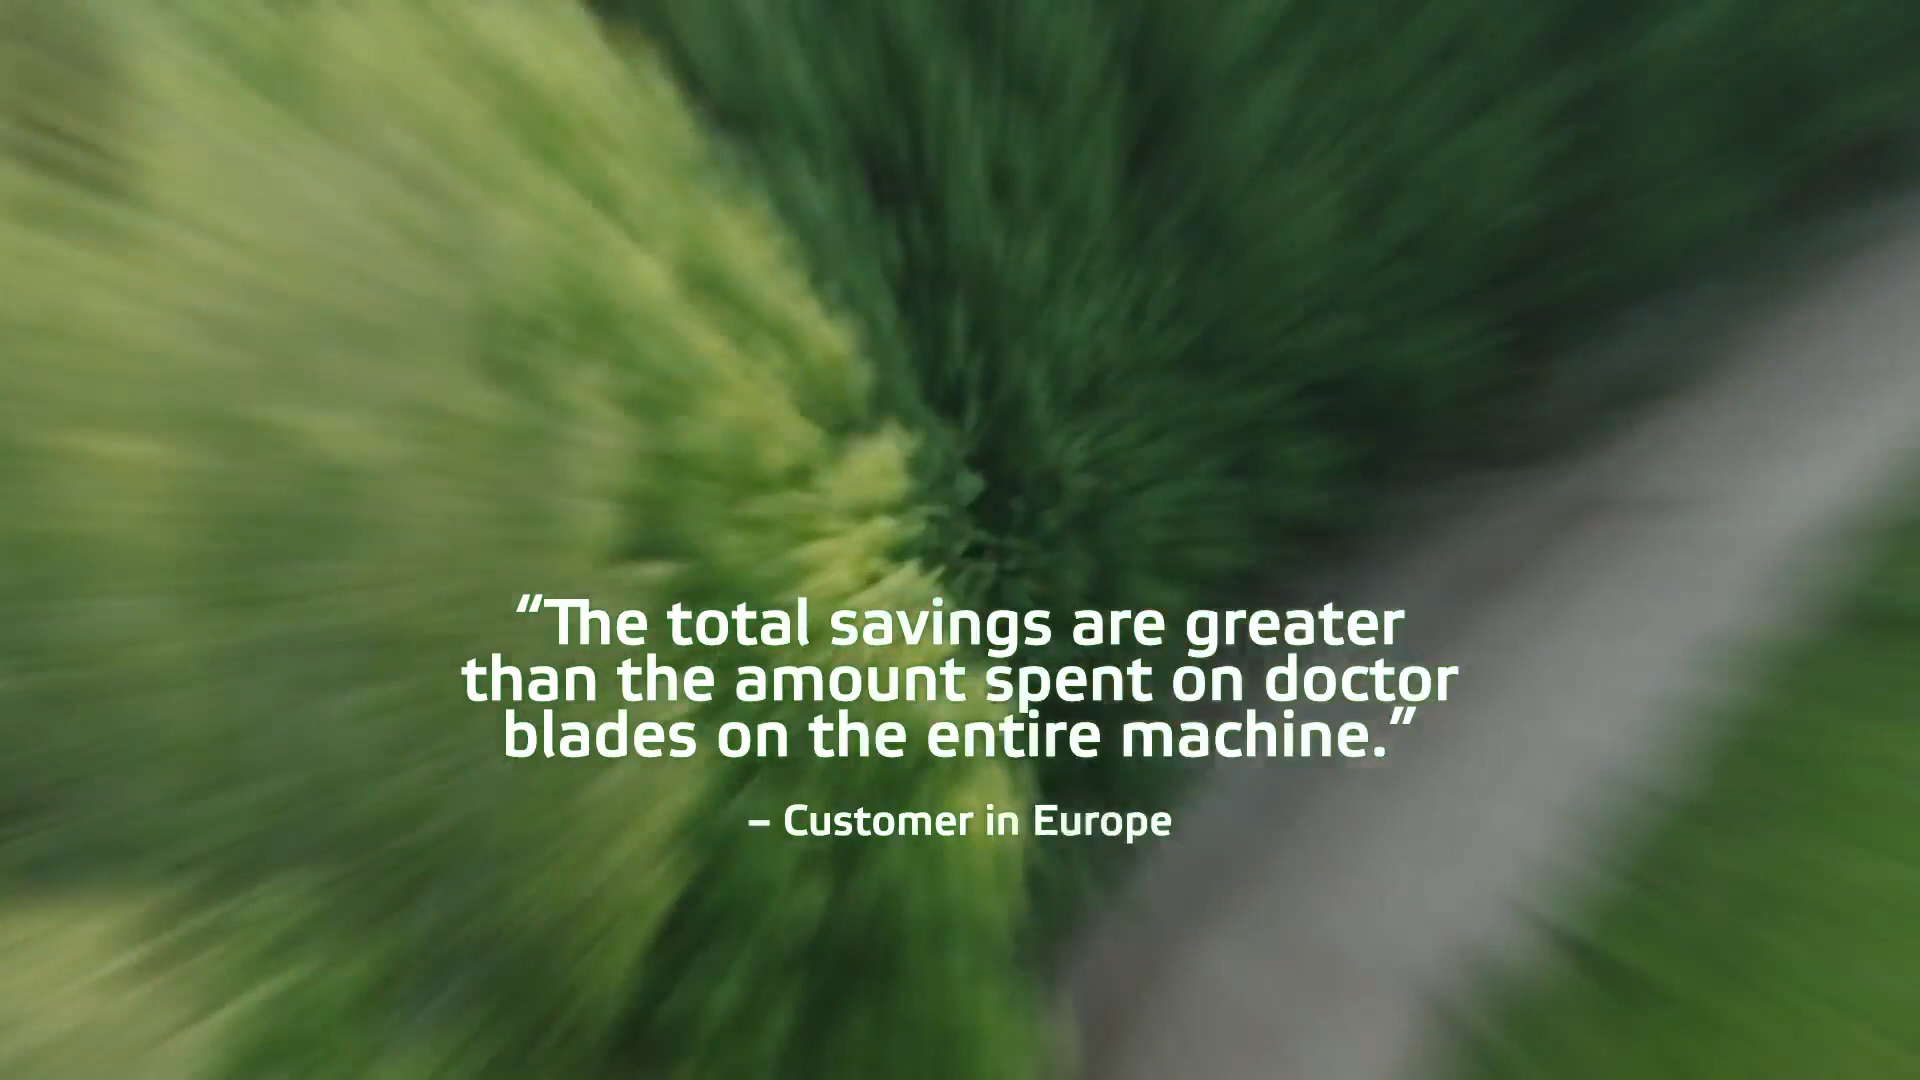 “The total savings are greater
than the amount spent on doctor
blades on the entire machine.”
– Customer in Europe